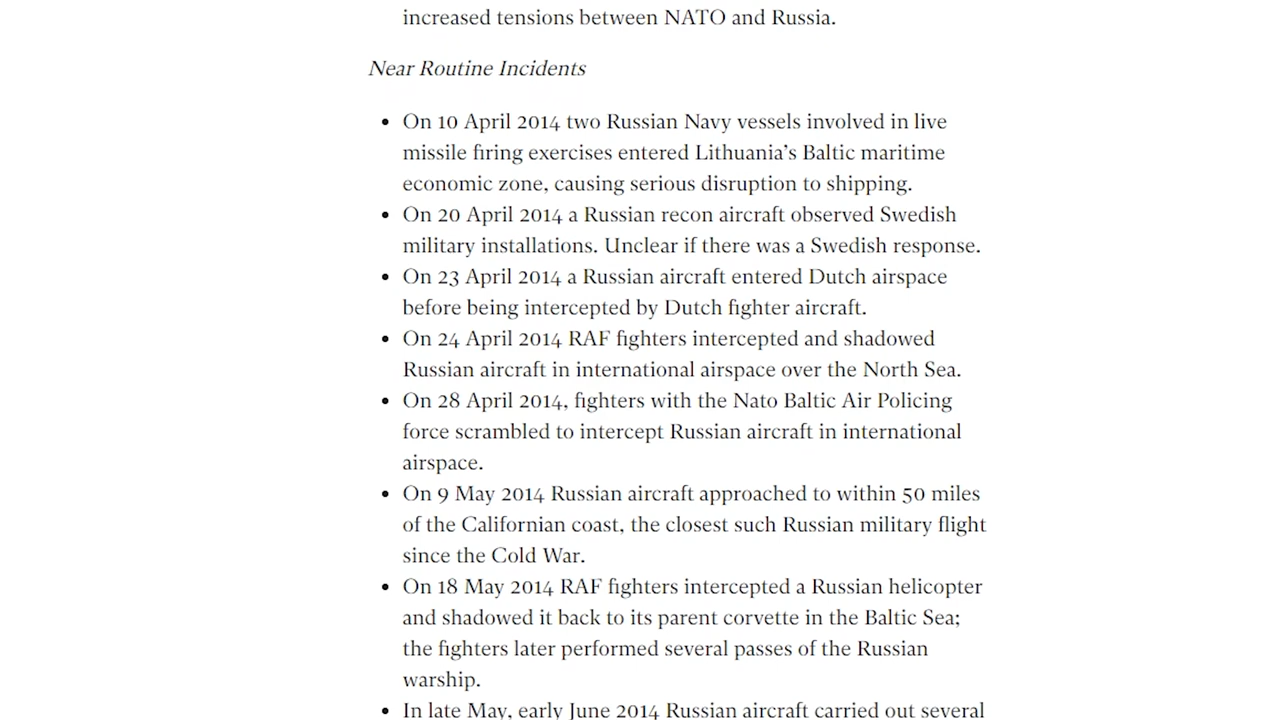 increased tensions between NATO and Russia.
Near Routine Incidents
• On 10 April 2014 two Russian Navy vessels involved in live
missile firing exercises entered Lithuania’s Baltic maritime
economic zone, causing serious disruption to shipping.
• On 20 April 2014 a Russian recon aircraft observed Swedish
military installations. Unclear if there was a Swedish response.
• On 23 April 2014 a Russian aircraft entered Dutch airspace
before being intercepted by Dutch fighter aircraft.
• On 24 April 2014 RAF fighters intercepted and shadowed
Russian aircraft in international airspace over the North Sea.
• On 28 April 2014, fighters with the Nato Baltic Air Policing
force scrambled to intercept Russian aircraft in international
airspace.
• On 9 May 2014 Russian aircraft approached to within 50 miles
of the Californian coast, the closest such Russian military flight
since the Cold War.
• On 18 May 2014 RAF fighters intercepted a Russian helicopter
and shadowed it back to its parent corvette in the Baltic Sea;
the fighters later performed several passes of the Russian
warship.
• In late May, early June 2014 Russian aircraft carried out several